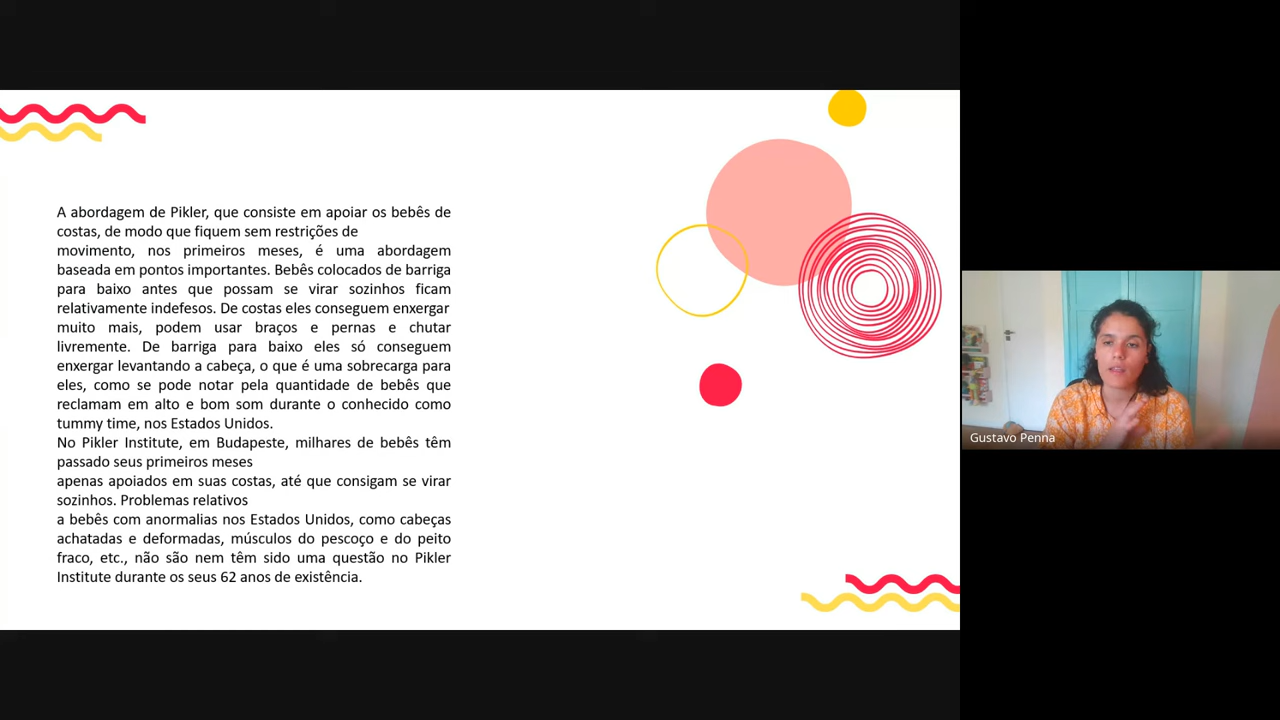 A abordagem de Pikler, que consiste em apoiar os bebês de
costas, de modo que fiquem sem restrições de
movimento, nos primeiros meses, é uma abordagem
baseada em pontos importantes. Bebês colocados de barriga
para baixo antes que possam se virar sozinhos ficam
relativamente indefesos. De costas eles conseguem enxergar
muito mais, podem usar braços e pernas e chutar
livremente. De barriga para baixo eles só conseguem
enxergar levantando a cabeça, o que é uma sobrecarga para
eles, como se pode notar pela quantidade de bebês que
reclamam em alto e bom som durante o conhecido como
tummy time, nos Estados Unidos.
No Pikler Institute, em Budapeste, milhares de bebês têm
passado seus primeiros meses
apenas apoiados em suas costas, até que consigam se virar
sozinhos. Problemas relativos
a bebês com anormalias nos Estados Unidos, como cabeças
achatadas e deformadas, músculos do pescoço e do peito
fraco, etc., não são nem têm sido uma questão no Pikler
Institute durante os seus 62 anos de existência.
Gustavo Penna